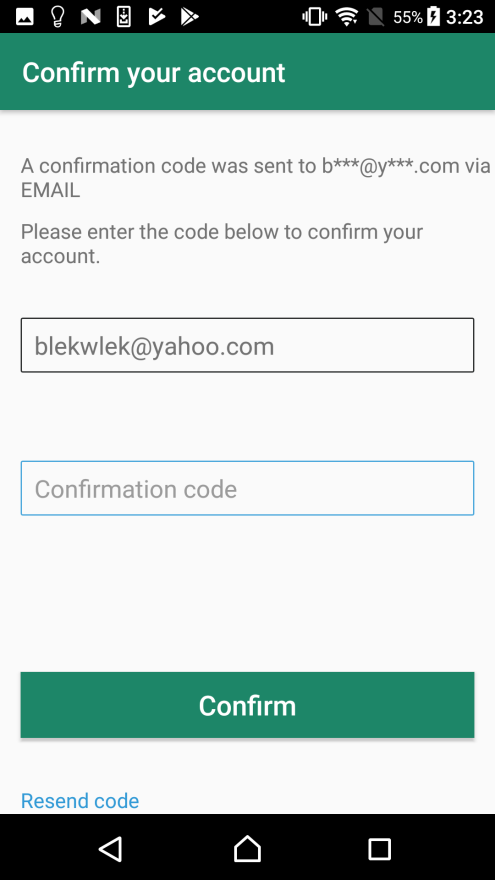 55% 3:23
Confirm your account
A confirmation code was sent to b***@y***.com via
EMAIL
Please enter the code below to confirm your
account.
blekwlek@yahoo.com
Confirmation code
Confirm
Resend code